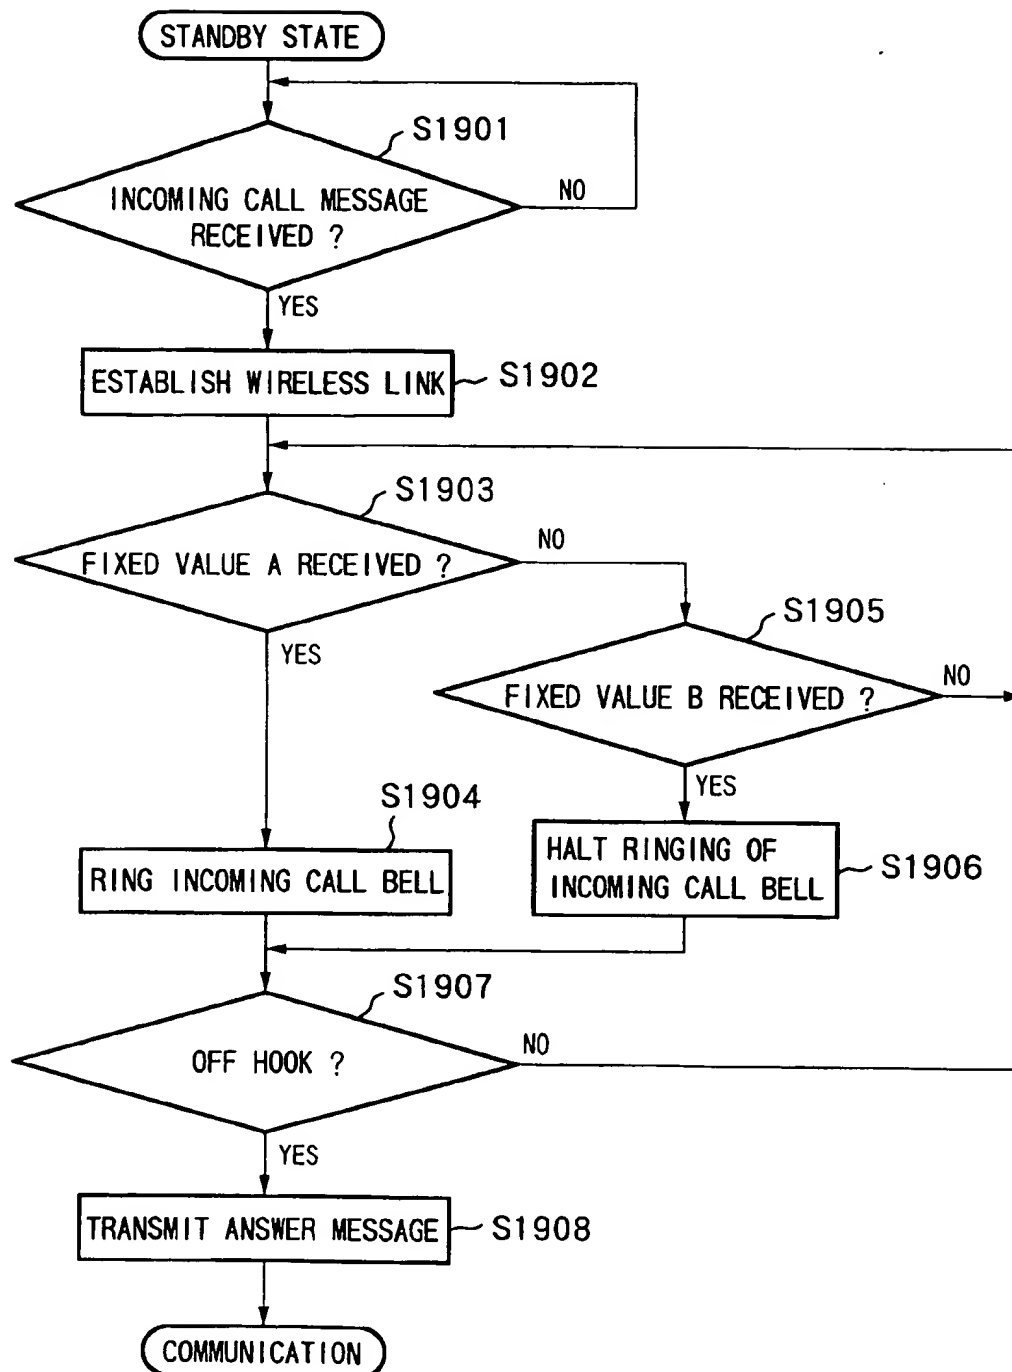 STANDBY STATE
S1901
INCOMING CALL MESSAGE
RECEIVED ?
NO
YES
ESTABLISH WIRELESS LINK
S1902
S1903
FIXED VALUE A RECEIVED ?
NO
YES
S1905
FIXED VALUE B RECEIVED ?
NO
YES
S1904
RING INCOMING CALL BELL
HALT RINGING OF
INCOMING CALL BELL
S1906
S1907
OFF HOOK ?
NO
YES
TRANSMIT ANSWER MESSAGE
S1908
COMMUNICATION